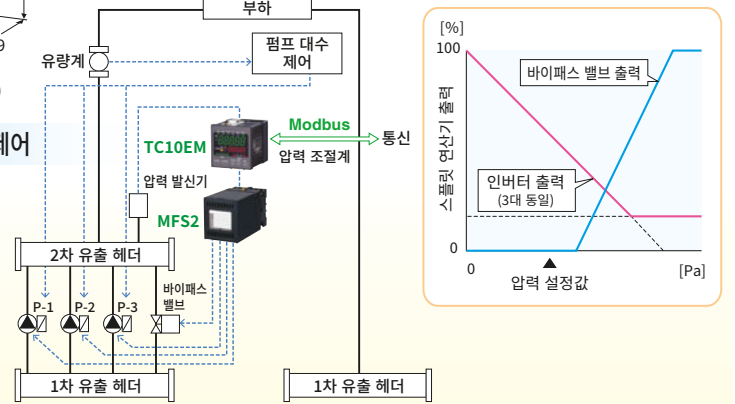 부하
9
유량계
펌프 대수
제어
제어
TC10EM
Modbus
통신
압력 조절계
압력 발신기
MFS2
2차 유출 헤더
P-1
P-2
P-3
바이패스
밸브
1차 유출 헤더
1차 유출 헤더
[%]
100
바이패스 밸브 출력
스플릿 연산기 출력
인버터 출력
(3대 동일)
0
0
압력 설정값
[Pa]